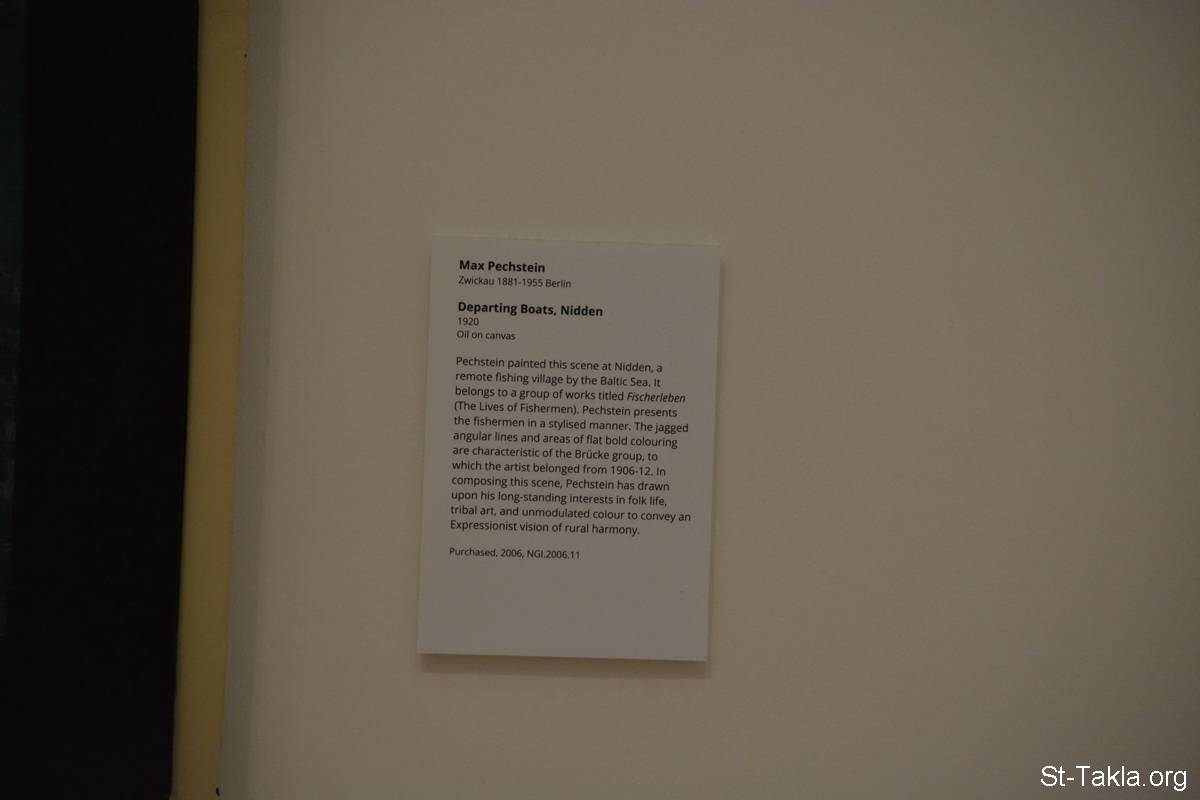 Max Pechstein
Zwickau 1881-1955 Berlin
Departing Boats, Nidden
1920
Oil on canvas
Pechstein painted this scene at Nidden, a
remote fishing village by the Baltic Sea. It
belongs to a group of works titled Fischerleben
(The Lives of Fishermen). Pechstein presents
the fishermen in a stylised manner. The jagged
angular lines and areas of flat bold colouring
are characteristic of the Brücke group, to
which the artist belonged from 1906-12. In
composing this scene, Pechstein has drawn
upon his long-standing interests in folk life,
tribal art, and unmodulated colour to convey an
Expressionist vision of rural harmony.
Purchased, 2006, NGI.2006.11
St-Takla.org